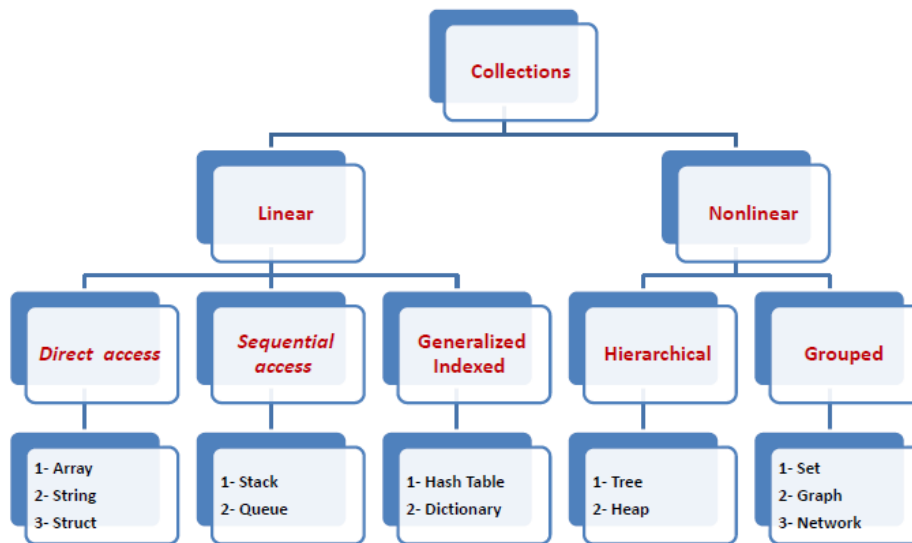 Collections
Linear
Nonlinear
Direct access
Sequential
access
Generalized
Indexed
Hierarchical
Grouped
1- Array
2- String
3- Struct
1- Stack
2- Queue
1- Hash Table
2- Dictionary
1- Tree
2- Heap
1- Set
2- Graph
3- Network